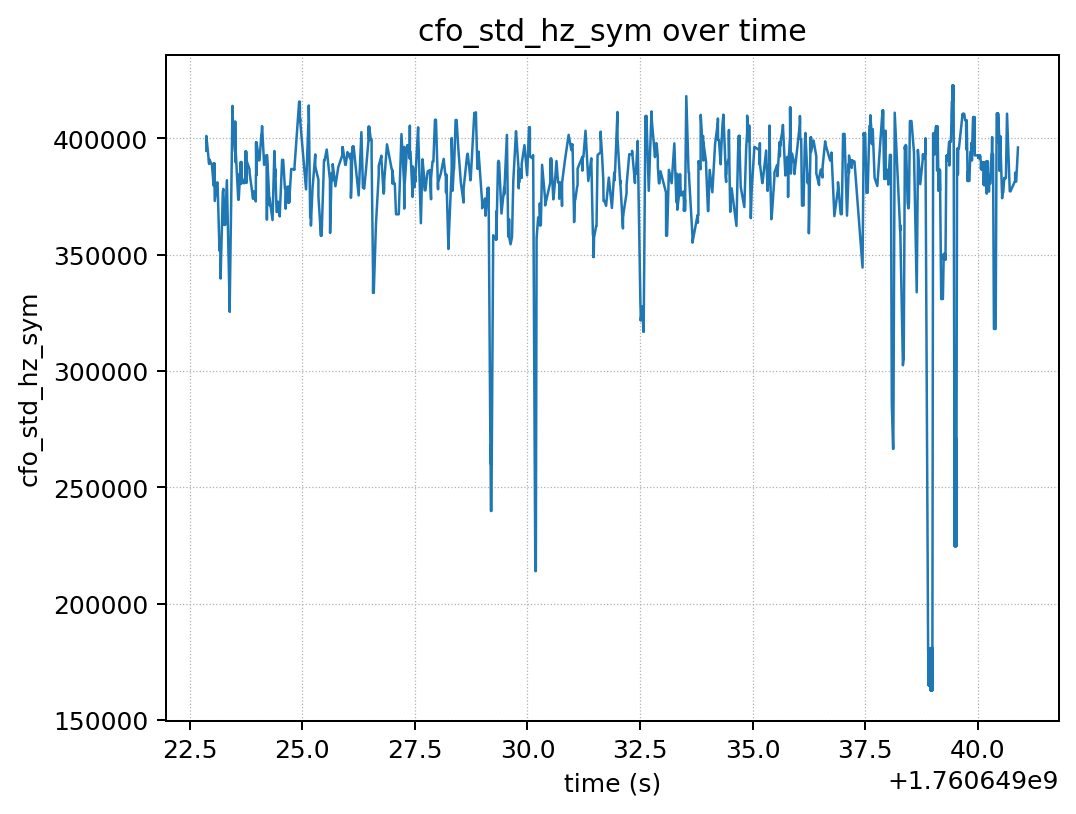 cfo_std_hz_sym over time
cfo_std_hz_sym
400000
350000
300000
250000
200000
150000
22.5 25.0 27.5 30.0 32.5 35.0 37.5 40.0
time (s)
+1.760649e9